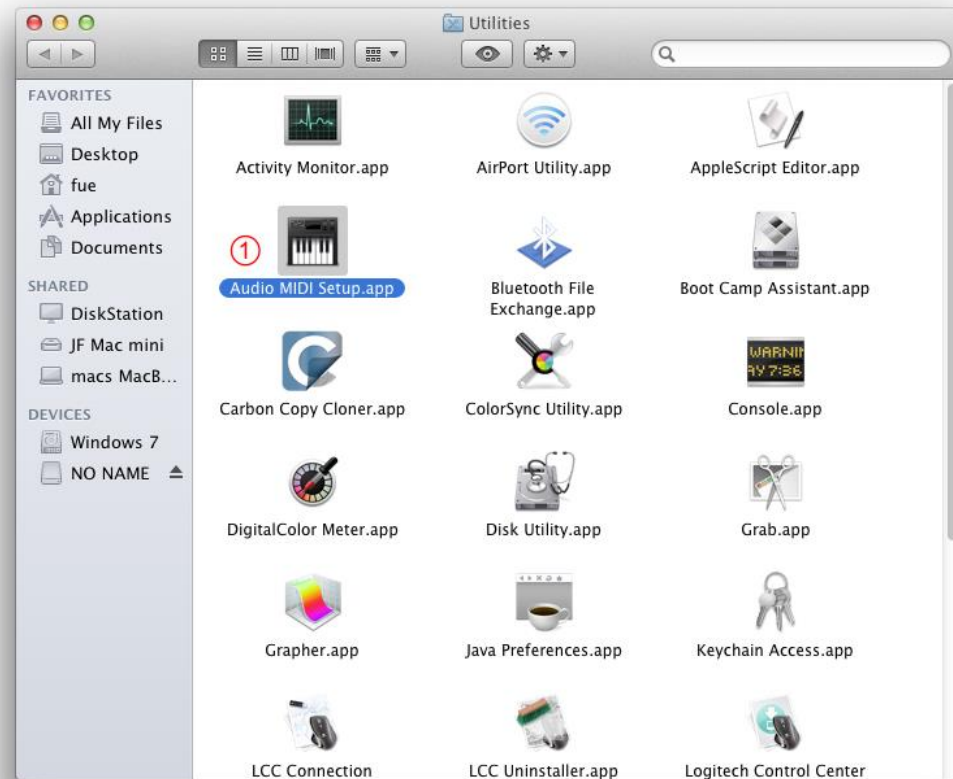 Utilities
FAVORITES
All My Files
Desktop
fue
Applications
Documents
SHARED
DiskStation
JF Mac mini
macs MacB...
DEVICES
Windows 7
NO NAME
Activity Monitor.app
AirPort Utility.app
AppleScript Editor.app
①
Audio MIDI Setup.app
Bluetooth File
Exchange.app
Boot Camp Assistant.app
Carbon Copy Cloner.app
ColorSync Utility.app
WARNIN
AY 7:36
Console.app
DigitalColor Meter.app
Disk Utility.app
Grab.app
Grapher.app
Java Preferences.app
Keychain Access.app
LCC Connection
LCC Uninstaller.app
Logitech Control Center